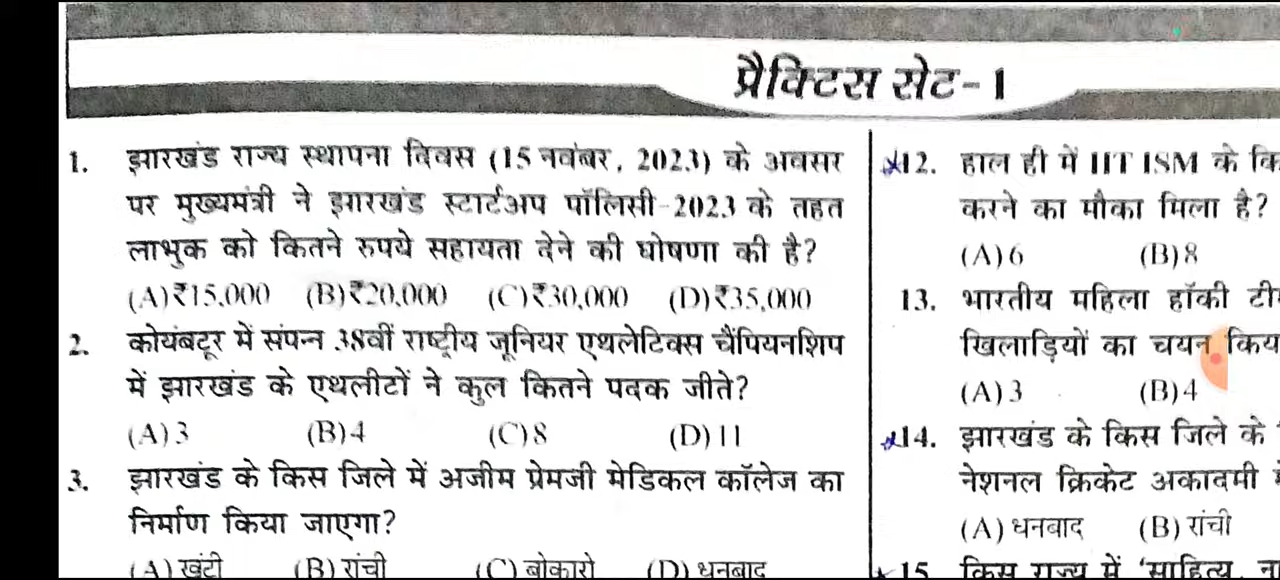 प्रैक्टिस सेट-1
1. झारखंड राज्य स्थापना दिवस (15 नवंबर, 2023) के अवसर
पर मुख्यमंत्री ने झारखंड स्टार्टअप पॉलिसी-2023 के तहत
लाभुक को कितने रुपये सहायता देने की घोषणा की है?
(A) ₹15,000 (B) ₹20,000 (C) ₹30,000 (D) ₹35,000
2. कोयंबटूर में संपन्न 38वीं राष्ट्रीय जूनियर एथलेटिक्स चैंपियनशिप
में झारखंड के एथलीटों ने कुल कितने पदक जीते?
(A) 3 (B) 4 (C) 8 (D) 11
3. झारखंड के किस जिले में अजीम प्रेमजी मेडिकल कॉलेज का
निर्माण किया जाएगा?
(A) खूंटी (B) रांची (C) बोकारो (D) धनबाद
12. हाल ही में IIT ISM के
करने का मौका मिला है?
(A) 6 (B) 8
13. भारतीय महिला हॉकी
खिलाड़ियों का चयन
(A) 3 (B) 4
14. झारखंड के किस जिले के
नेशनल क्रिकेट अकादमी
(A) धनबाद (B) रांची
15. किस राज्य में 'साहित्य